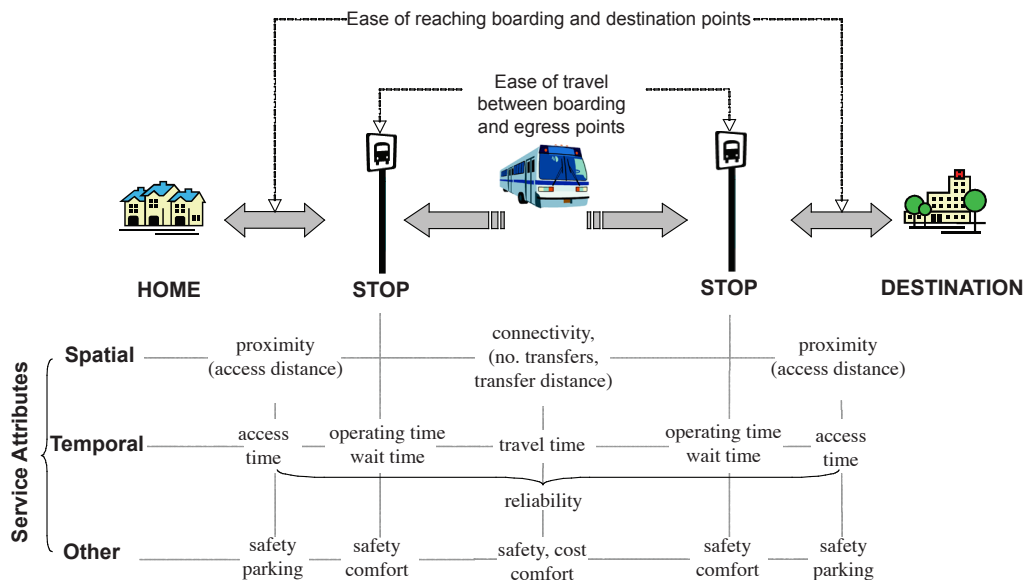 Ease of reaching boarding and destination points
Ease of travel
between boarding
and egress points
H
HOME
STOP
STOP
DESTINATION
Service Attributes
Spatial
proximity
(access distance)
connectivity,
(no. transfers,
transfer distance)
proximity
(access distance)
Temporal
access
time
operating time
wait time
travel time
operating time
wait time
access
time
reliability
Other
safety
parking
safety
comfort
safety, cost
comfort
safety
comfort
safety
parking